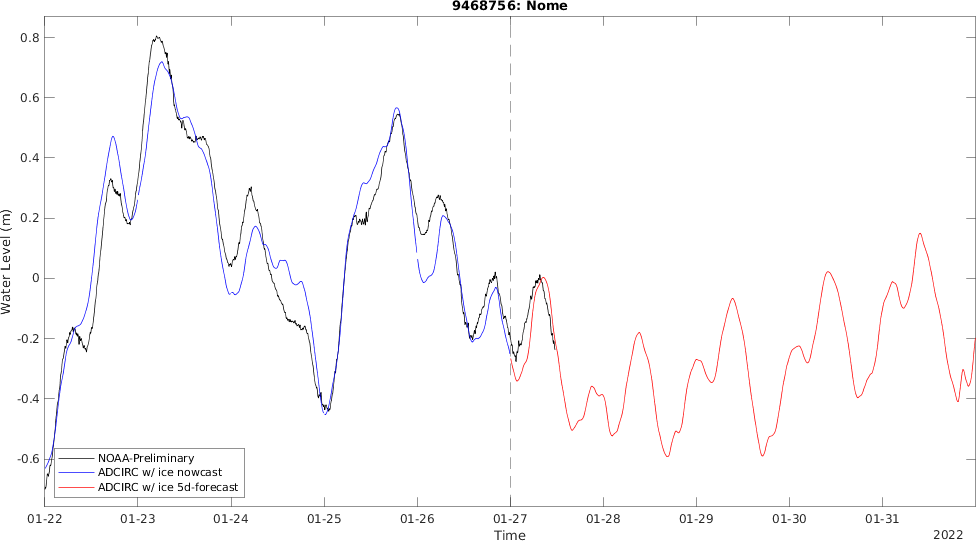 9468756: Nome
0.8
0.6
0.4
0.2
0
-0.2
-0.4
-0.6
Water Level (m)
NOAA-Preliminary
ADCIRC w/ ice nowcast
ADCIRC w/ ice 5d-forecast
01-22 01-23 01-24 01-25 01-26 01-27 01-28 01-29 01-30 01-31
Time
2022